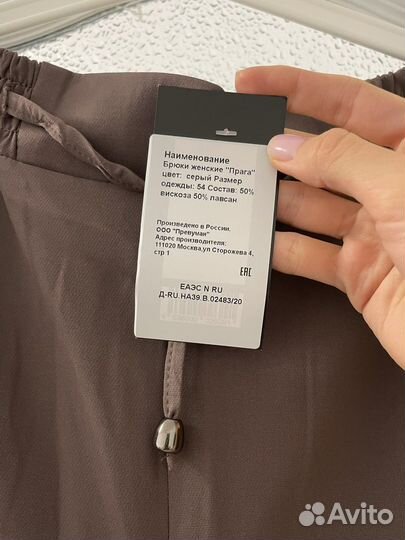 Наименование
Брюки женские "Прага"
цвет: серый Размер
одежды: 54 Состав: 50%
вискоза 50% лавсан
Произведено в России.
ООО "Превуман"
Адрес производителя:
111020 Москва,ул Сторожева 4,
стр 1
ЕАС
ЕАЭС N RU
Д-RU.НА39.В.02483/20
Avito